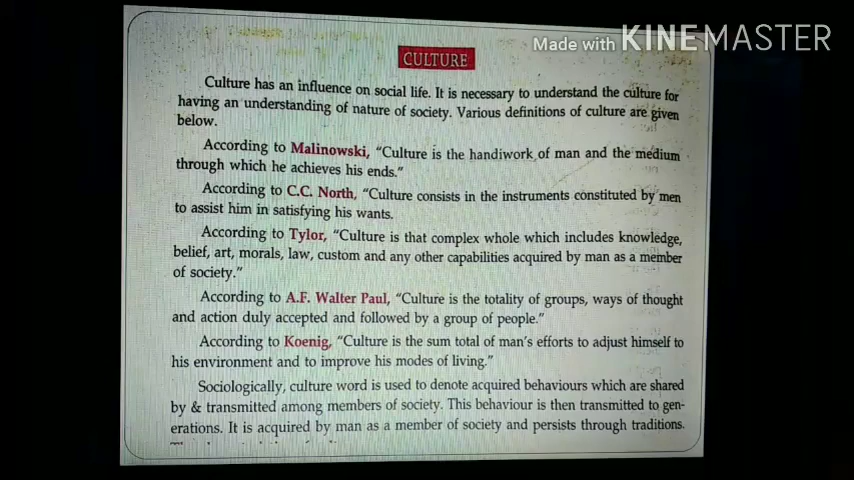 Made with KINEMASTER
CULTURE
Culture has an influence on social life. It is necessary to understand the culture for
having an understanding of nature of society. Various definitions of culture are given
below.
According to Malinowski, “Culture is the handiwork of man and the medium
through which he achieves his ends.”
According to C.C. North, “Culture consists in the instruments constituted by men
to assist him in satisfying his wants.
According to Tylor, “Culture is that complex whole which includes knowledge,
belief, art, morals, law, custom and any other capabilities acquired by man as a member
of society.”
According to A.F. Walter Paul, “Culture is the totality of groups, ways of thought
and action duly accepted and followed by a group of people.”
According to Koenig, “Culture is the sum total of man’s efforts to adjust himself to
his environment and to improve his modes of living.”
Sociologically, culture word is used to denote acquired behaviours which are shared
by & transmitted among members of society. This behaviour is then transmitted to gen-
erations. It is acquired by man as a member of society and persists through traditions.